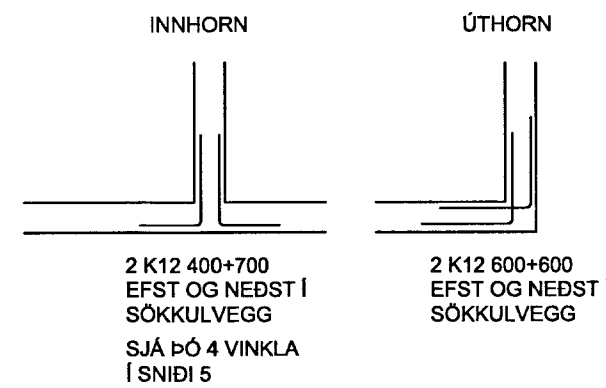 INNHORN
2 K12 400+700
EFST OG NEÐST Í
SÖKKULVEGG
SJÁ ÞÓ 4 VINKLA
Í SNIÐI 5
ÚTHORN
2 K12 600+600
EFST OG NEÐST
SÖKKULVEGG